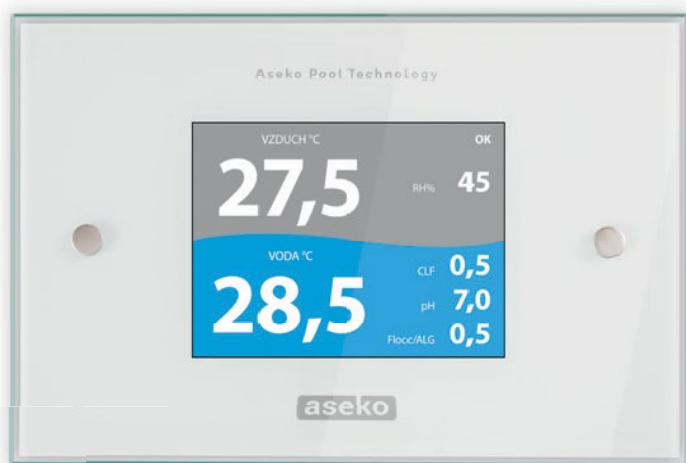 Aseko Pool Technology
VZDUCH °C
OK
27,5
RH%
45
VODA °C
28,5
CLF
0,5
pH
7,0
Flocc/ALG
0,5
aseko